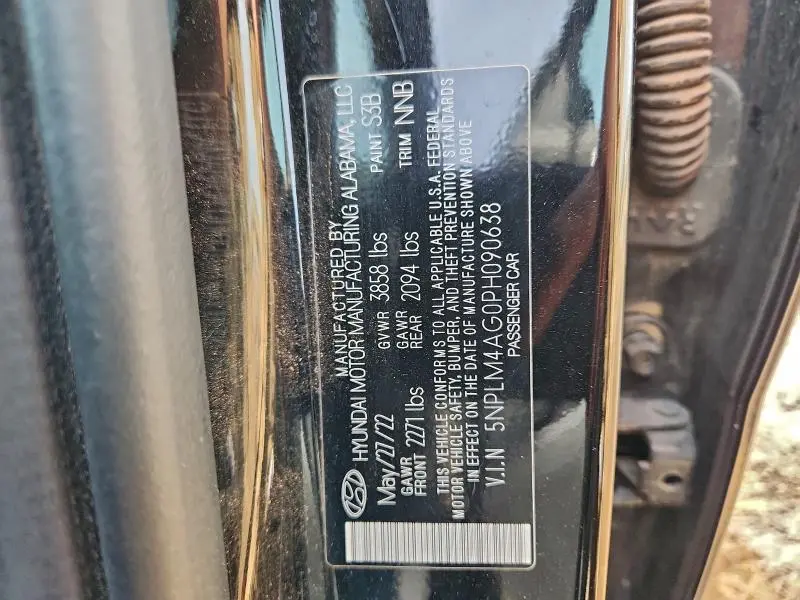 MANUFACTURED BY
HYUNDAI MOTOR MANUFACTURING ALABAMA, LLC
May/27/22 GVWR 3858 lbs PAINT S3B
GAWR FRONT 2271 lbs GAWR REAR 2094 lbs TRIM NNB
THIS VEHICLE CONFORMS TO ALL APPLICABLE U.S.A. FEDERAL
MOTOR VEHICLE SAFETY, BUMPER, AND THEFT PREVENTION STANDARDS
IN EFFECT ON THE DATE OF MANUFACTURE SHOWN ABOVE
V.I.N 5NPLM4AG0PH090638
PASSENGER CAR